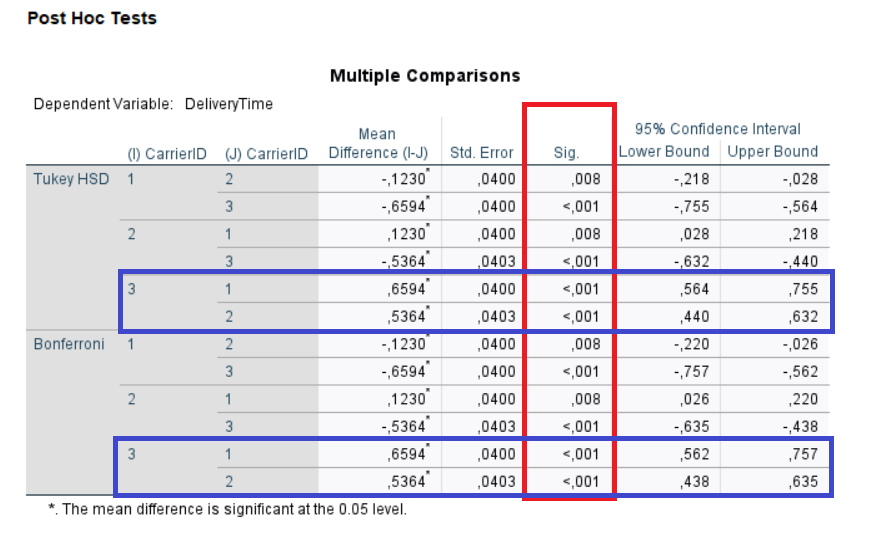 Post Hoc Tests
Multiple Comparisons
Dependent Variable: DeliveryTime
(I) CarrierID (J) CarrierID Mean Difference (I-J) Std. Error Sig. 95% Confidence Interval Lower Bound Upper Bound
Tukey HSD 1 2 -,1230* ,0400 ,008 -,218 -,028
3 -,6594* ,0400 <,001 -,755 -,564
2 1 ,1230* ,0400 ,008 ,028 ,218
3 -,5364* ,0403 <,001 -,632 -,440
3 1 ,6594* ,0400 <,001 ,564 ,755
2 ,5364* ,0403 <,001 ,440 ,632
Bonferroni 1 2 -,1230* ,0400 ,008 -,220 -,026
3 -,6594* ,0400 <,001 -,757 -,562
2 1 ,1230* ,0400 ,008 ,026 ,220
3 -,5364* ,0403 <,001 -,635 -,438
3 1 ,6594* ,0400 <,001 ,562 ,757
2 ,5364* ,0403 <,001 ,438 ,635
*. The mean difference is significant at the 0.05 level.